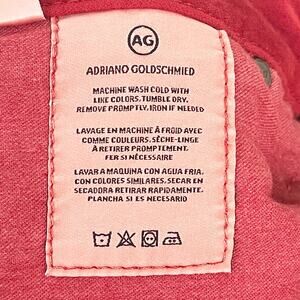 AG
ADRIANO GOLDSCHMIED
MACHINE WASH COLD WITH
LIKE COLORS. TUMBLE DRY.
REMOVE PROMPTLY. IRON IF NEEDED
LAVAGE EN MACHINE À FROID AVEC
COMME COULEURS. SÈCHE-LINGE
À RETIRER PROMPTEMENT.
FER SI NÉCESSAIRE
LAVAR A MAQUINA CON AGUA FRIA.
CON COLORES SIMILARES. SECAR EN
SECADORA RETIRAR RAPIDAMENTE.
PLANCHA SI ES NECESARIO